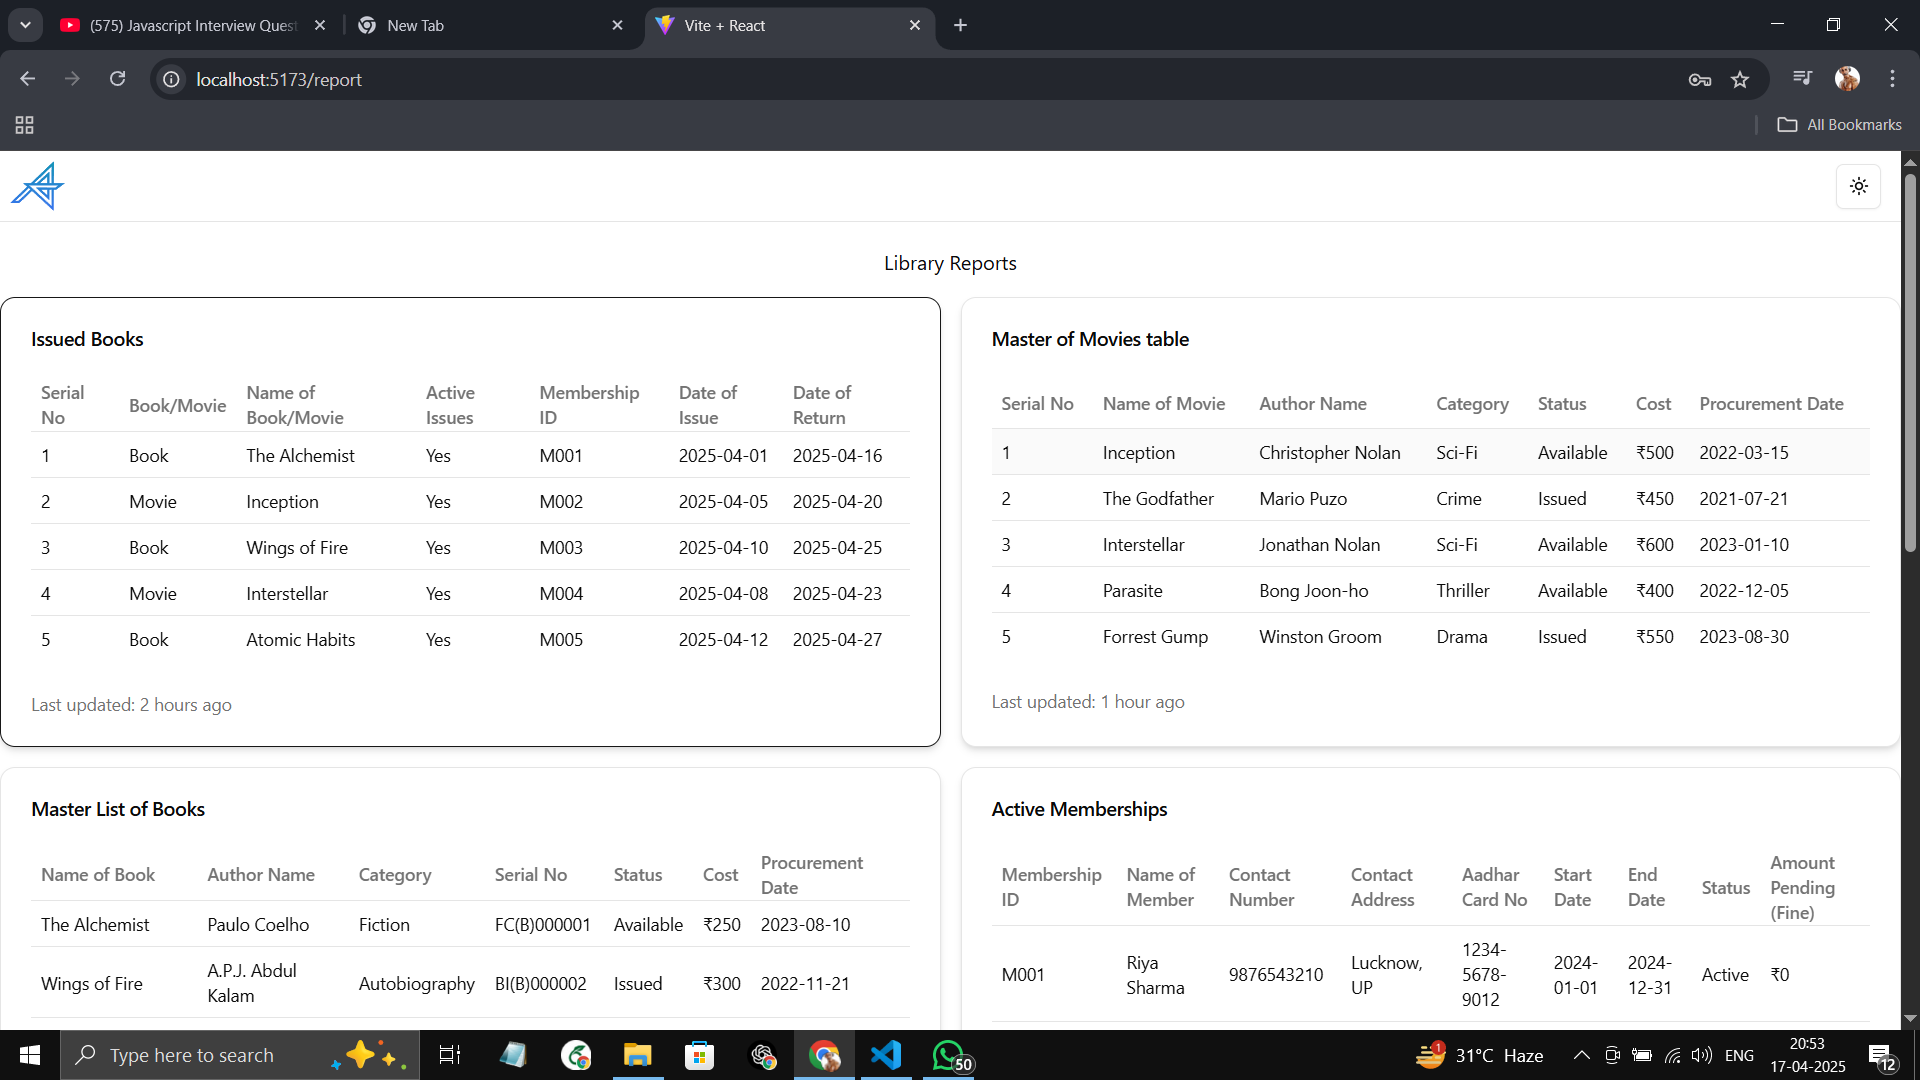 (575) Javascript Interview Quest
New Tab
Vite + React
localhost:5173/report
All Bookmarks
Library Reports
Issued Books
Serial No | Book/Movie | Name of Book/Movie | Active Issues | Membership ID | Date of Issue | Date of Return
1 Book The Alchemist Yes M001 2025-04-01 2025-04-16
2 Movie Inception Yes M002 2025-04-05 2025-04-20
3 Book Wings of Fire Yes M003 2025-04-10 2025-04-25
4 Movie Interstellar Yes M004 2025-04-08 2025-04-23
5 Book Atomic Habits Yes M005 2025-04-12 2025-04-27
Last updated: 2 hours ago
Master of Movies table
Serial No Name of Movie Author Name Category Status Cost Procurement Date
1 Inception Christopher Nolan Sci-Fi Available ₹500 2022-03-15
2 The Godfather Mario Puzo Crime Issued ₹450 2021-07-21
3 Interstellar Jonathan Nolan Sci-Fi Available ₹600 2023-01-10
4 Parasite Bong Joon-ho Thriller Available ₹400 2022-12-05
5 Forrest Gump Winston Groom Drama Issued ₹550 2023-08-30
Last updated: 1 hour ago
Master List of Books
Name of Book Author Name Category Serial No Status Cost Procurement Date
The Alchemist Paulo Coelho Fiction FC(B)000001 Available ₹250 2023-08-10
Wings of Fire A.P.J. Abdul Kalam Autobiography BI(B)000002 Issued ₹300 2022-11-21
Active Memberships
Membership ID Name of Member Contact Number Contact Address Aadhar Card No Start Date End Date Status Amount Pending (Fine)
M001 Riya Sharma 9876543210 Lucknow, UP 1234-5678-9012 2024-01-01 2024-12-31 Active ₹0
Type here to search
50
1
31°C Haze
ENG
20:53
17-04-2025
12